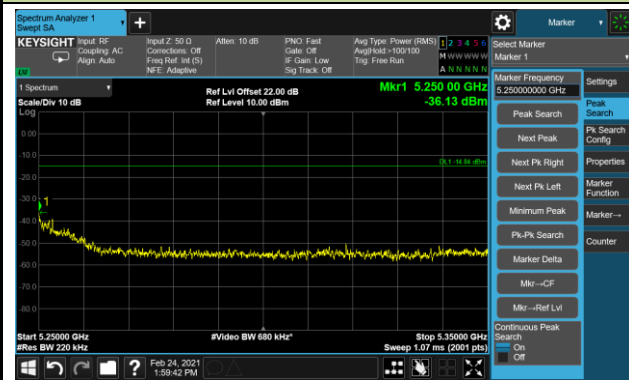 Spectrum Analyzer 1
Swept SA
Marker
KEYSIGHT
Input: RF
Coupling: AC
Align: Auto
Input Z: 50 Ω
Corrections: Off
Freq Ref: Int (S)
NFE: Adaptive
Atten: 10 dB
PNO: Fast
Gate: Off
IF Gain: Low
Sig Track: Off
Avg Type: Power (RMS)
Avg|Hold >100/100
Trig: Free Run
1 2 3 4 5 6
M W W W W W
A N N N N N
Select Marker
Marker 1
1 Spectrum
Scale/Div 10 dB
Log
Ref Lvl Offset 22.00 dB
Ref Level 10.00 dBm
Mkr1 5.250 00 GHz
-36.13 dBm
0.00
-10.0
-20.0
-30.0
-40.0
-50.0
-60.0
-70.0
-80.0
1
Start 5.25000 GHz
#Res BW 220 kHz
#Video BW 680 kHz*
Stop 5.35000 GHz
Sweep 1.07 ms (2001 pts)
Marker Frequency
5.250000000 GHz
Peak Search
Next Peak
Next Pk Right
Next Pk Left
Minimum Peak
Pk-Pk Search
Marker Delta
Mkr→CF
Mkr→Ref Lvl
Continuous Peak
Search
On
Off
Settings
Peak
Search
Pk Search
Config
Properties
Marker
Function
Marker→
Counter
?
Feb 24, 2021
1:59:42 PM